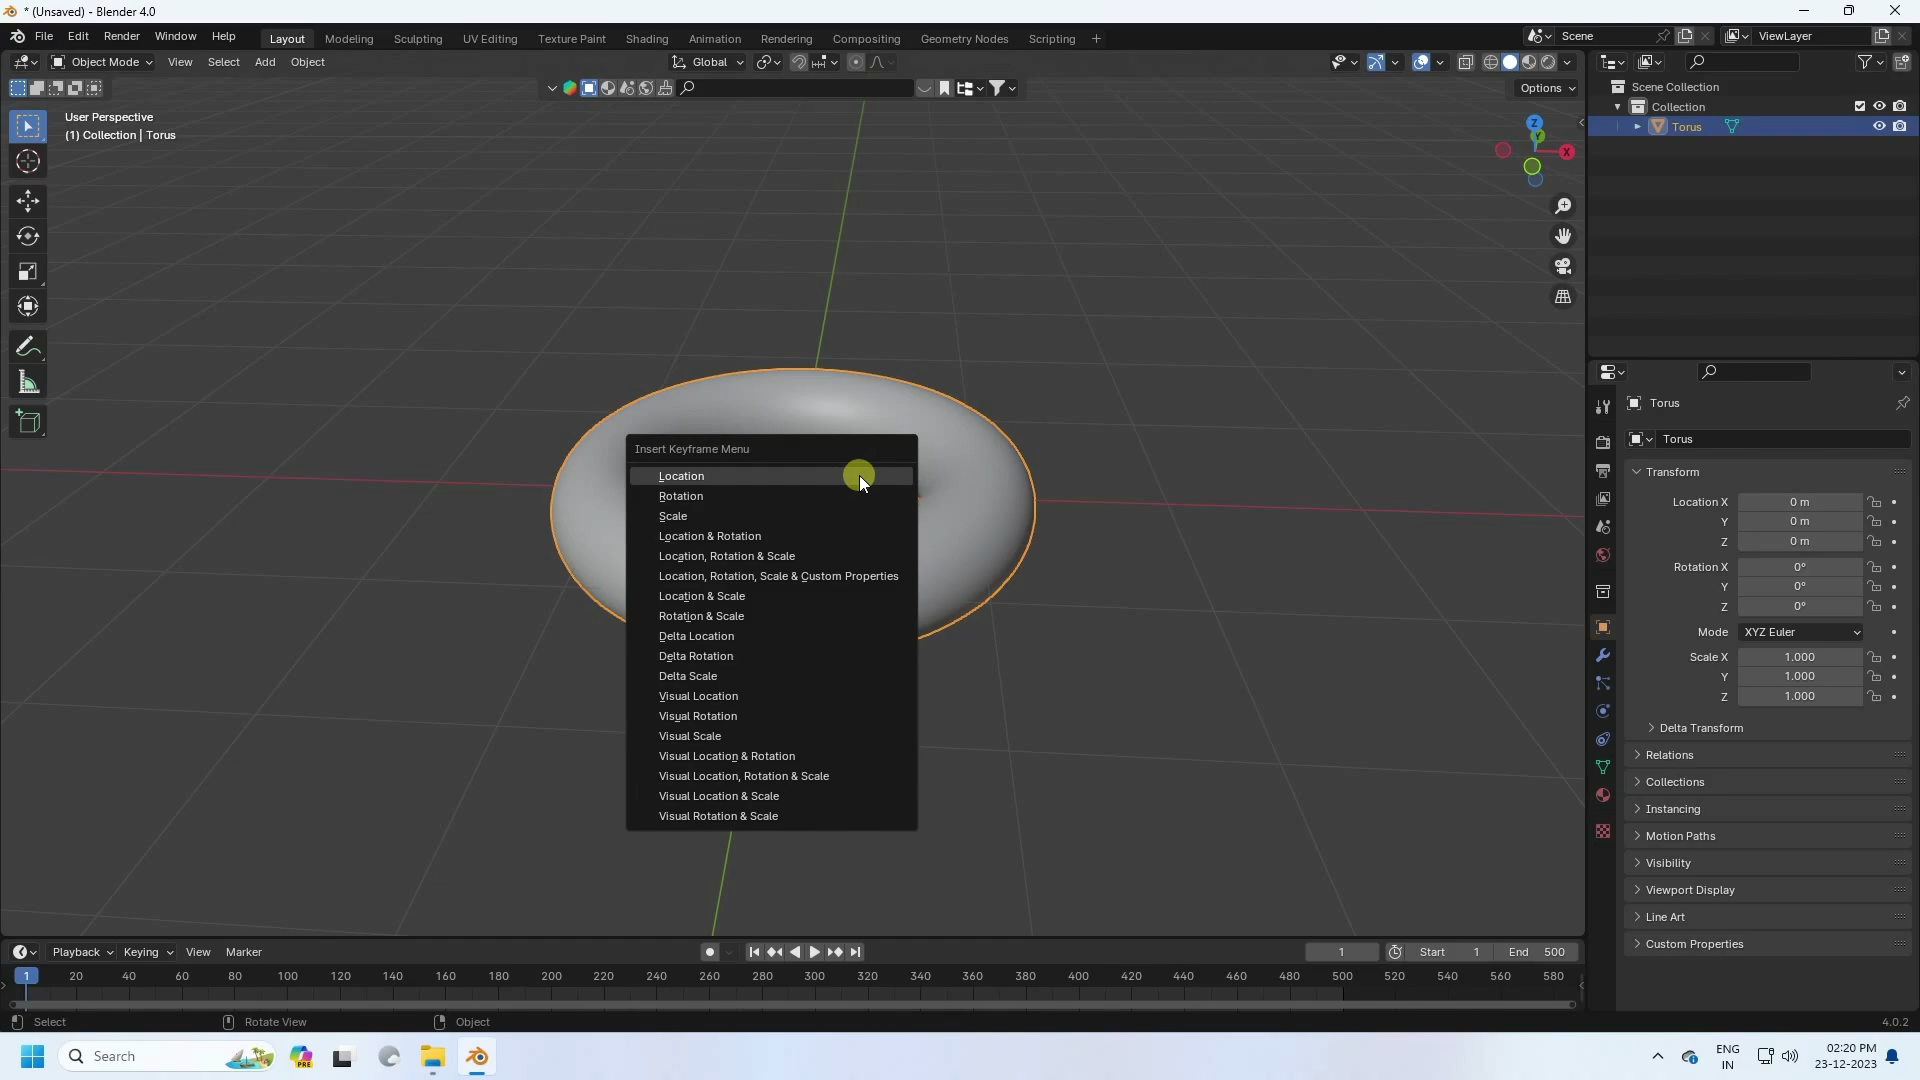 * (Unsaved) - Blender 4.0
File Edit Render Window Help Layout Modeling Sculpting UV Editing Texture Paint Shading Animation Rendering Compositing Geometry Nodes Scripting + Scene ViewLayer
Object Mode View Select Add Object Global
Options
User Perspective
(1) Collection | Torus
Z
Y
X
Scene Collection
Collection
Torus
Insert Keyframe Menu
Location
Rotation
Scale
Location & Rotation
Location, Rotation & Scale
Location, Rotation, Scale & Custom Properties
Location & Scale
Rotation & Scale
Delta Location
Delta Rotation
Delta Scale
Visual Location
Visual Rotation
Visual Scale
Visual Location & Rotation
Visual Location, Rotation & Scale
Visual Location & Scale
Visual Rotation & Scale
Torus
Torus
Transform
Location X 0 m
Y 0 m
Z 0 m
Rotation X 0°
Y 0°
Z 0°
Mode XYZ Euler
Scale X 1.000
Y 1.000
Z 1.000
Delta Transform
Relations
Collections
Instancing
Motion Paths
Visibility
Viewport Display
Line Art
Custom Properties
Playback Keying View Marker 1 Start 1 End 500
1 20 40 60 80 100 120 140 160 180 200 220 240 260 280 300 320 340 360 380 400 420 440 460 480 500 520 540 560 580
Select Rotate View Object 4.0.2
Search PRE ENG IN 02:20 PM
23-12-2023